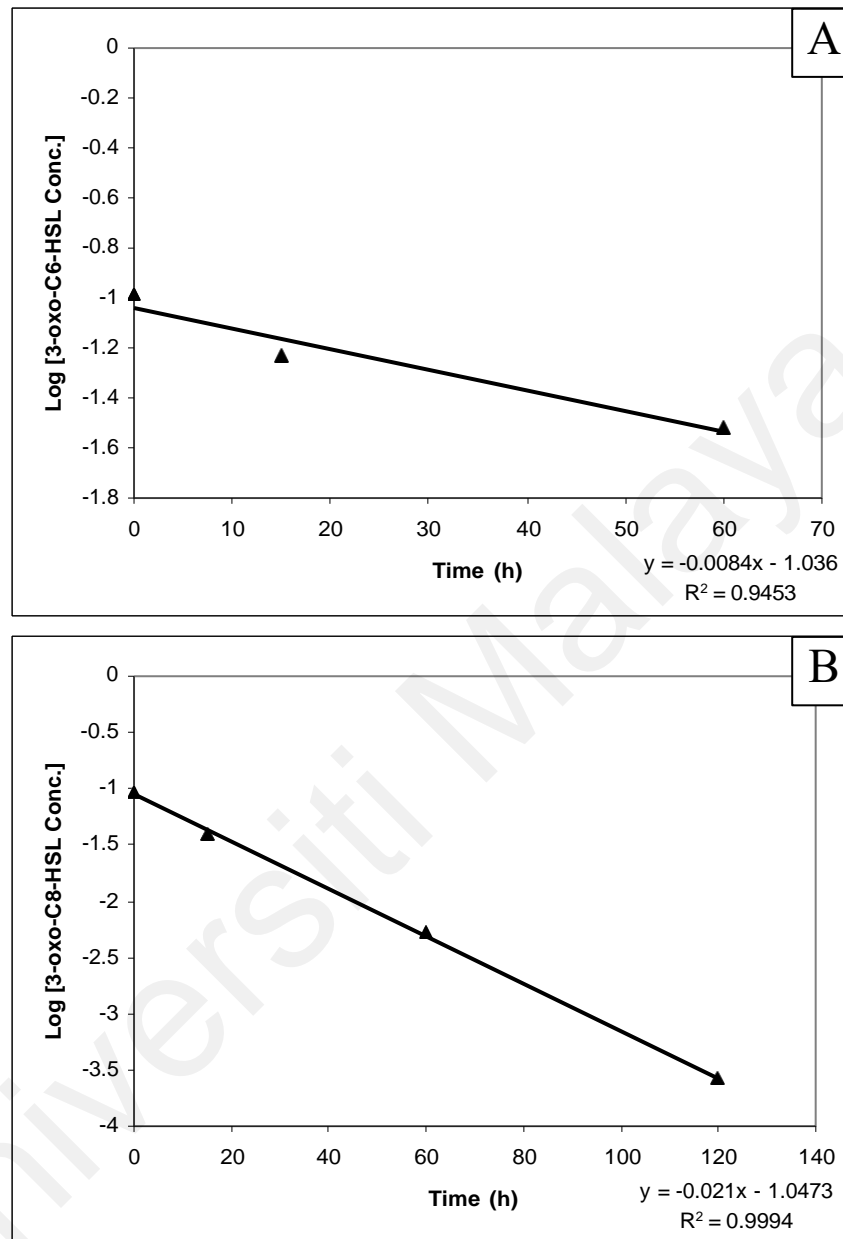 A
0
-0.2
-0.4
-0.6
-0.8
-1
-1.2
-1.4
-1.6
-1.8
Log [3-oxo-C6-HSL Conc.]
0 10 20 30 40 50 60 70
Time (h)
y = -0.0084x - 1.036
R² = 0.9453
B
0
-0.5
-1
-1.5
-2
-2.5
-3
-3.5
-4
Log [3-oxo-C8-HSL Conc.]
0 20 40 60 80 100 120 140
Time (h)
y = -0.021x - 1.0473
R² = 0.9994
niversiti Malaya